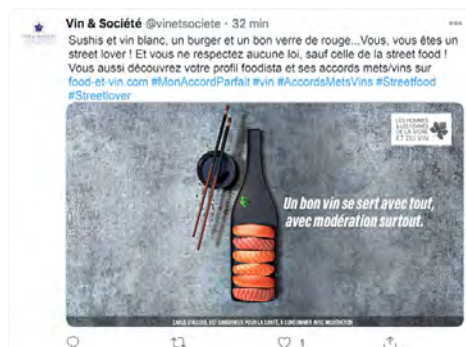 Vin & Société @vinetsociete · 32 min
Sushis et vin blanc, un burger et un bon verre de rouge...Vous, vous êtes un
street lover ! Et vous ne respectez aucune loi, sauf celle de la street food !
Vous aussi découvrez votre profil foodista et ses accords mets/vins sur
food-et-vin.com #MonAccordParfait #vin #AccordsMetsVins #Streetfood
#Streetlover
LES HOMMES
& LES FEMMES
DE LA VIGNE
ET DU VIN
Un bon vin se sert avec tout,
avec modération surtout.
L'ABUS D'ALCOOL EST DANGEREUX POUR LA SANTÉ, À CONSOMMER AVEC MODÉRATION
1